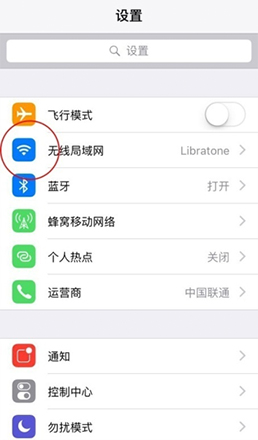 设置
设置
飞行模式
无线局域网 Libratone
蓝牙 打开
蜂窝移动网络
个人热点 关闭
运营商 中国联通
通知
控制中心
勿扰模式